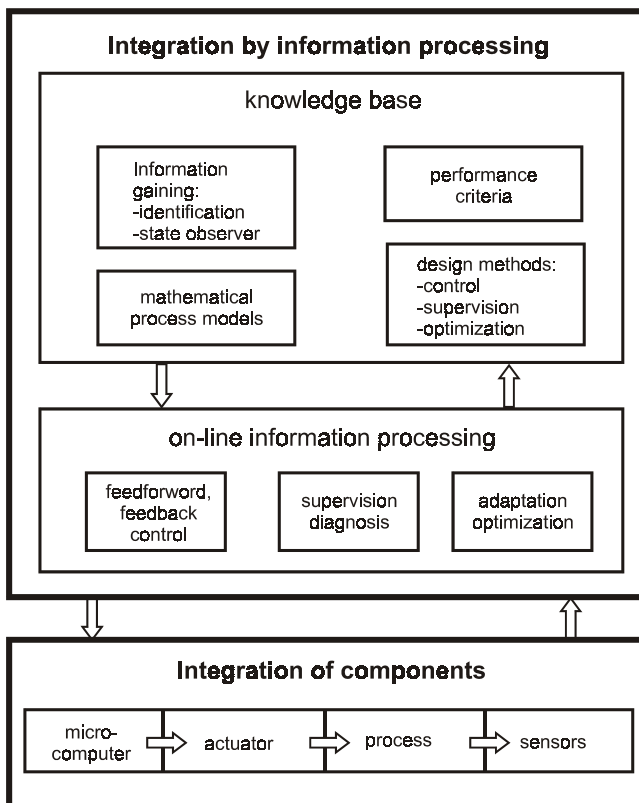 Integration by information processing
knowledge base
Information
gaining:
-identification
-state observer
mathematical
process models
performance
criteria
design methods:
-control
-supervision
-optimization
on-line information processing
feedforword,
feedback
control
supervision
diagnosis
adaptation
optimization
Integration of components
micro-
computer
actuator
process
sensors